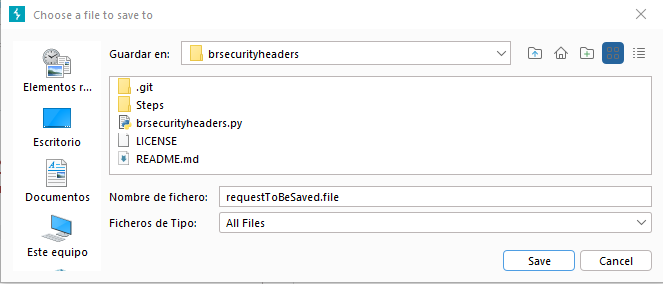 Choose a file to save to
Guardar en:
brsecurityheaders
Elementos r...
Escritorio
Documentos
Este equipo
.git
Steps
brsecurityheaders.py
LICENSE
README.md
Nombre de fichero:
requestToBeSaved.file
Ficheros de Tipo:
All Files
Save
Cancel